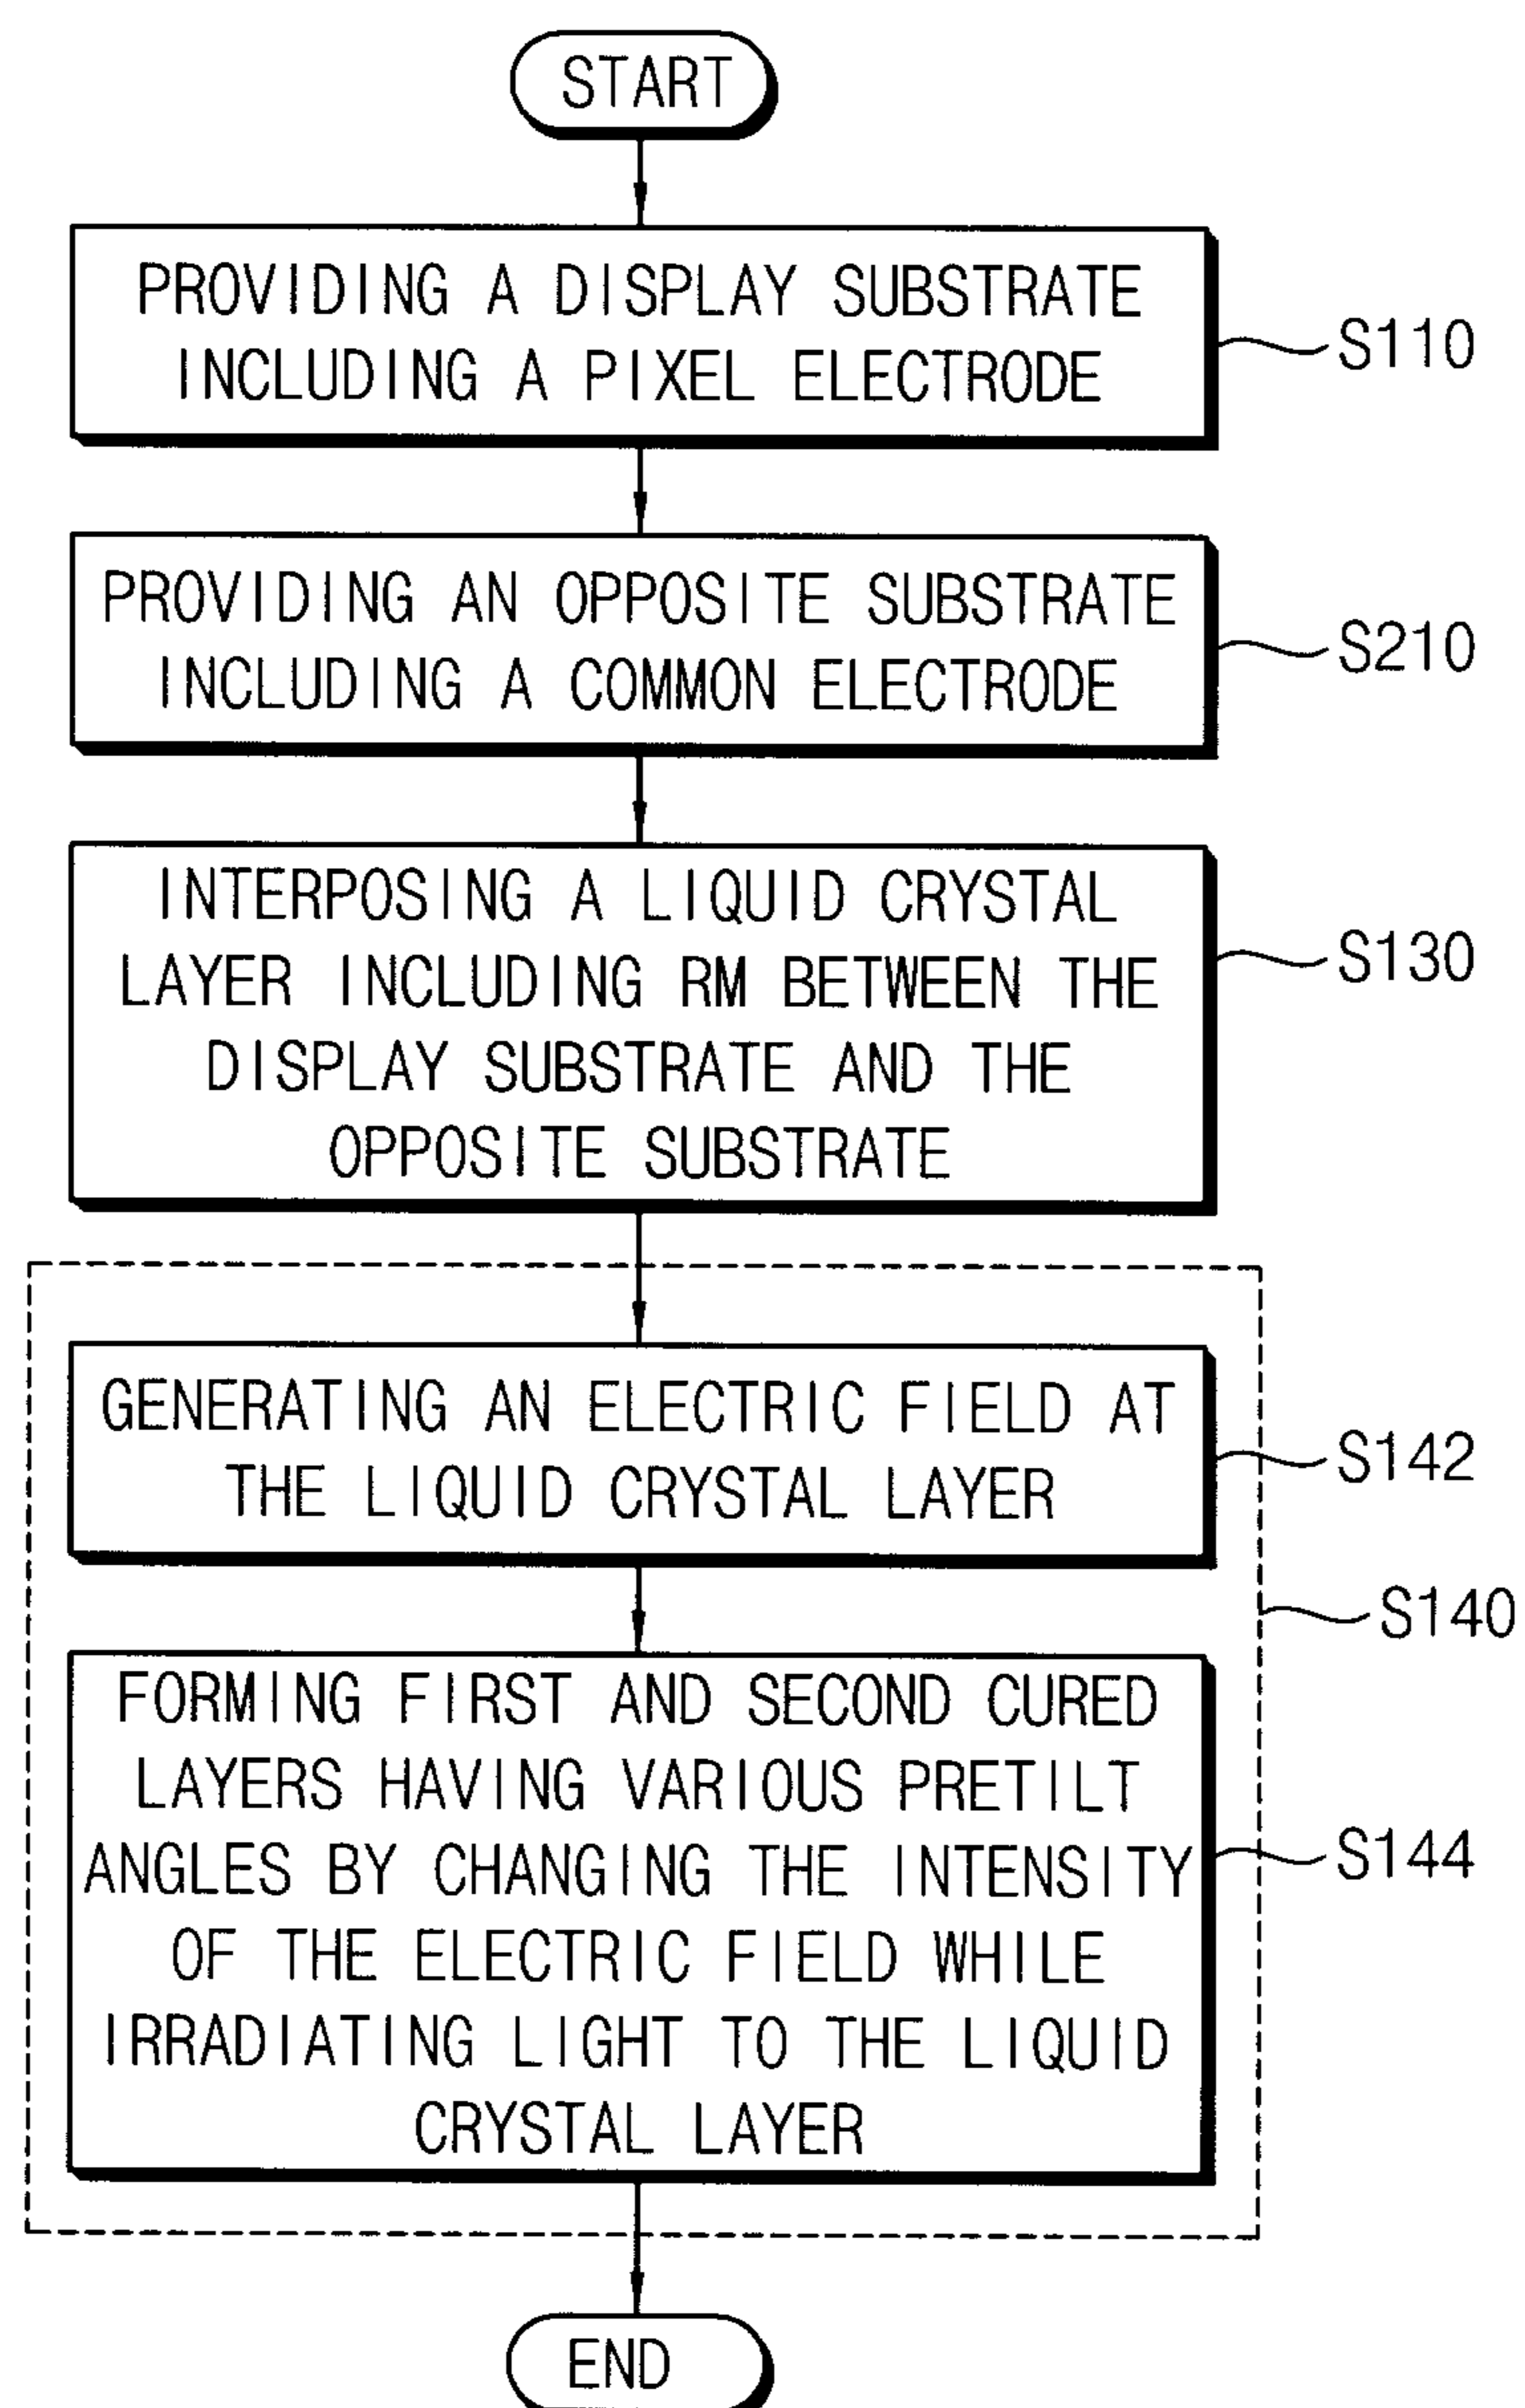 START
PROVIDING A DISPLAY SUBSTRATE
INCLUDING A PIXEL ELECTRODE
S110
PROVIDING AN OPPOSITE SUBSTRATE
INCLUDING A COMMON ELECTRODE
S210
INTERPOSING A LIQUID CRYSTAL
LAYER INCLUDING RM BETWEEN THE
DISPLAY SUBSTRATE AND THE
OPPOSITE SUBSTRATE
S130
GENERATING AN ELECTRIC FIELD AT
THE LIQUID CRYSTAL LAYER
S142
S140
FORMING FIRST AND SECOND CURED
LAYERS HAVING VARIOUS PRETILT
ANGLES BY CHANGING THE INTENSITY
OF THE ELECTRIC FIELD WHILE
IRRADIATING LIGHT TO THE LIQUID
CRYSTAL LAYER
S144
END